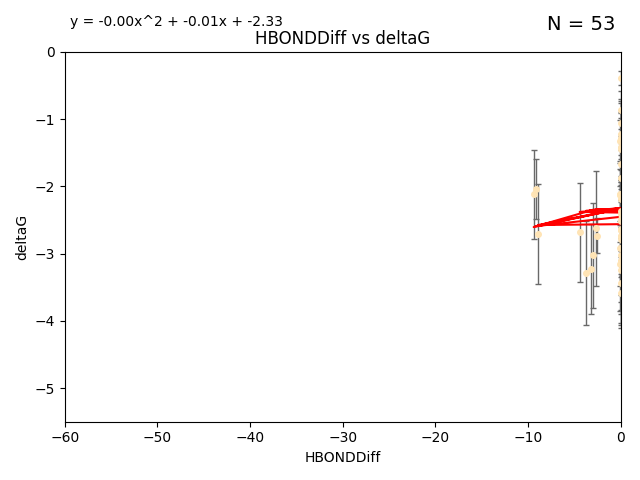 y = -0.00x^2 + -0.01x + -2.33
N = 53
HBONDDiff vs deltaG
0
−1
−2
−3
−4
−5
deltaG
−60
−50
−40
−30
−20
−10
0
HBONDDiff